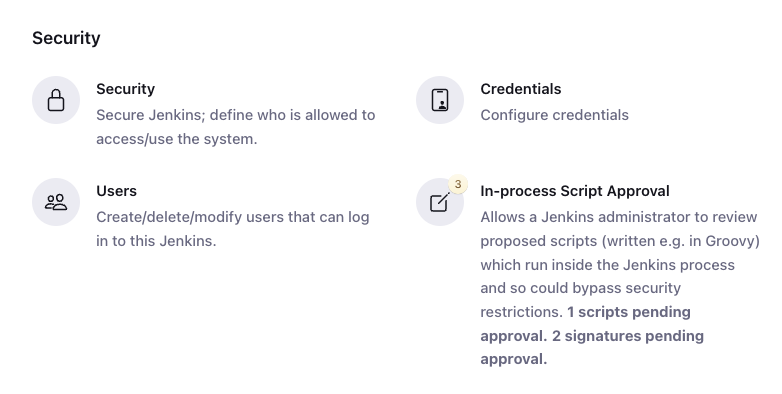 Security
Security
Secure Jenkins; define who is allowed to
access/use the system.
Credentials
Configure credentials
Users
Create/delete/modify users that can log
in to this Jenkins.
3
In-process Script Approval
Allows a Jenkins administrator to review
proposed scripts (written e.g. in Groovy)
which run inside the Jenkins process
and so could bypass security
restrictions. 1 scripts pending
approval. 2 signatures pending
approval.